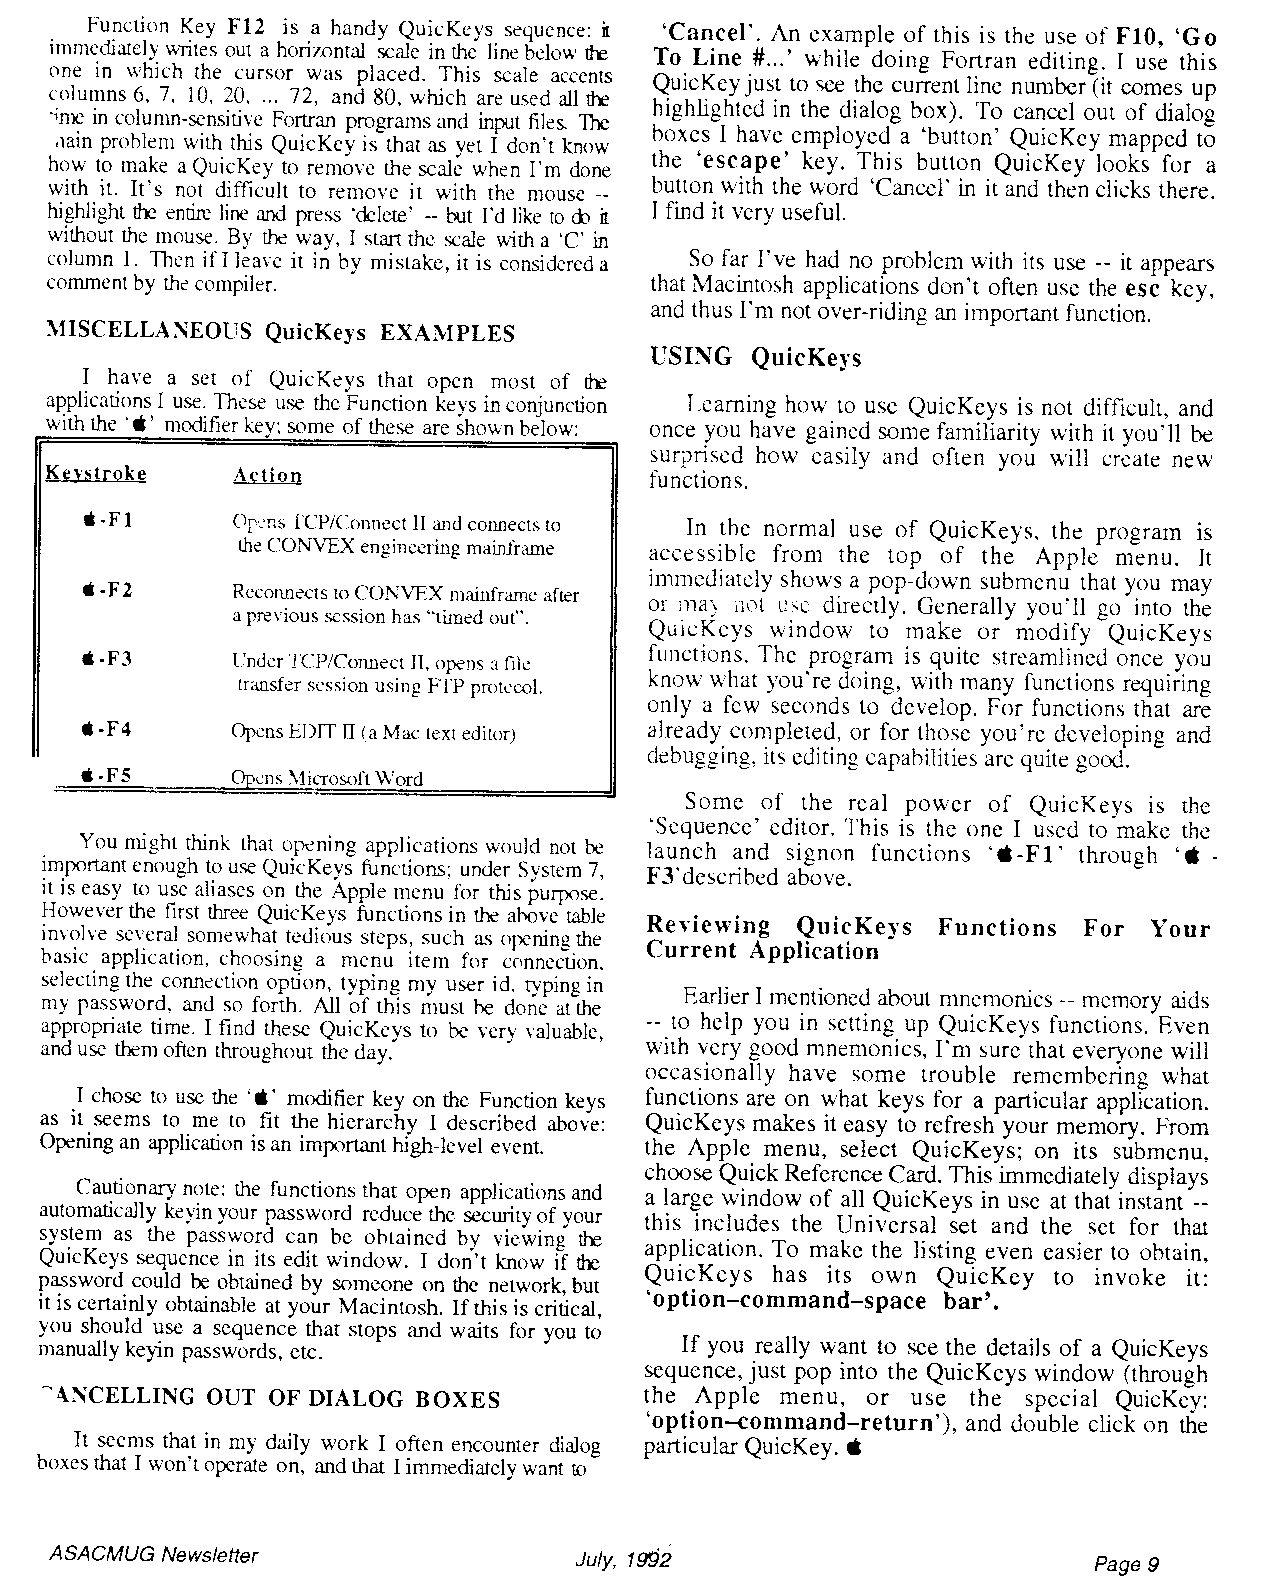 Function Key F12 is a handy QuicKeys sequence: it
immediately writes out a horizontal scale in the line below the
one in which the cursor was placed. This scale accents
columns 6, 7, 10, 20, ... 72, and 80, which are used all the
time in column-sensitive Fortran programs and input files. The
main problem with this QuicKey is that as yet I don't know
how to make a QuicKey to remove the scale when I'm done
with it. It's not difficult to remove it with the mouse --
highlight the entire line and press 'delete' -- but I'd like to do it
without the mouse. By the way, I start the scale with a 'C' in
column 1. Then if I leave it in by mistake, it is considered a
comment by the compiler.
MISCELLANEOUS QuicKeys EXAMPLES
I have a set of QuicKeys that open most of the
applications I use. These use the Function keys in conjunction
with the '' modifier key; some of these are shown below:
Keystroke Action
-F1 Opens TCP/Connect II and connects to
the CONVEX engineering mainframe
-F2 Reconnects to CONVEX mainframe after
a previous session has "timed out".
-F3 Under TCP/Connect II, opens a file
transfer session using FTP protocol.
-F4 Opens EDIT II (a Mac text editor)
-F5 Opens Microsoft Word
You might think that opening applications would not be
important enough to use QuicKeys functions; under System 7,
it is easy to use aliases on the Apple menu for this purpose.
However the first three QuicKeys functions in the above table
involve several somewhat tedious steps, such as opening the
basic application, choosing a menu item for connection,
selecting the connection option, typing my user id, typing in
my password, and so forth. All of this must be done at the
appropriate time. I find these QuicKeys to be very valuable,
and use them often throughout the day.
I chose to use the '' modifier key on the Function keys
as it seems to me to fit the hierarchy I described above:
Opening an application is an important high-level event.
Cautionary note: the functions that open applications and
automatically keyin your password reduce the security of your
system as the password can be obtained by viewing the
QuicKeys sequence in its edit window. I don't know if the
password could be obtained by someone on the network, but
it is certainly obtainable at your Macintosh. If this is critical,
you should use a sequence that stops and waits for you to
manually keyin passwords, etc.
CANCELLING OUT OF DIALOG BOXES
It seems that in my daily work I often encounter dialog
boxes that I won't operate on, and that I immediately want to
'Cancel'. An example of this is the use of F10, 'Go
To Line #...' while doing Fortran editing. I use this
QuicKey just to see the current line number (it comes up
highlighted in the dialog box). To cancel out of dialog
boxes I have employed a 'button' QuicKey mapped to
the 'escape' key. This button QuicKey looks for a
button with the word 'Cancel' in it and then clicks there.
I find it very useful.
So far I've had no problem with its use -- it appears
that Macintosh applications don't often use the esc key,
and thus I'm not over-riding an important function.
USING QuicKeys
Learning how to use QuicKeys is not difficult, and
once you have gained some familiarity with it you'll be
surprised how easily and often you will create new
functions.
In the normal use of QuicKeys, the program is
accessible from the top of the Apple menu. It
immediately shows a pop-down submenu that you may
or may not use directly. Generally you'll go into the
QuicKeys window to make or modify QuicKeys
functions. The program is quite streamlined once you
know what you're doing, with many functions requiring
only a few seconds to develop. For functions that are
already completed, or for those you're developing and
debugging, its editing capabilities are quite good.
Some of the real power of QuicKeys is the
'Sequence' editor. This is the one I used to make the
launch and signon functions '-F1' through ' -
F3'described above.
Reviewing QuicKeys Functions For Your
Current Application
Earlier I mentioned about mnemonics -- memory aids
-- to help you in setting up QuicKeys functions. Even
with very good mnemonics, I'm sure that everyone will
occasionally have some trouble remembering what
functions are on what keys for a particular application.
QuicKeys makes it easy to refresh your memory. From
the Apple menu, select QuicKeys; on its submenu,
choose Quick Reference Card. This immediately displays
a large window of all QuicKeys in use at that instant --
this includes the Universal set and the set for that
application. To make the listing even easier to obtain,
QuicKeys has its own QuicKey to invoke it:
'option–command–space bar'.
If you really want to see the details of a QuicKeys
sequence, just pop into the QuicKeys window (through
the Apple menu, or use the special QuicKey:
'option–command–return'), and double click on the
particular QuicKey. 
ASACMUG Newsletter July, 1992 Page 9